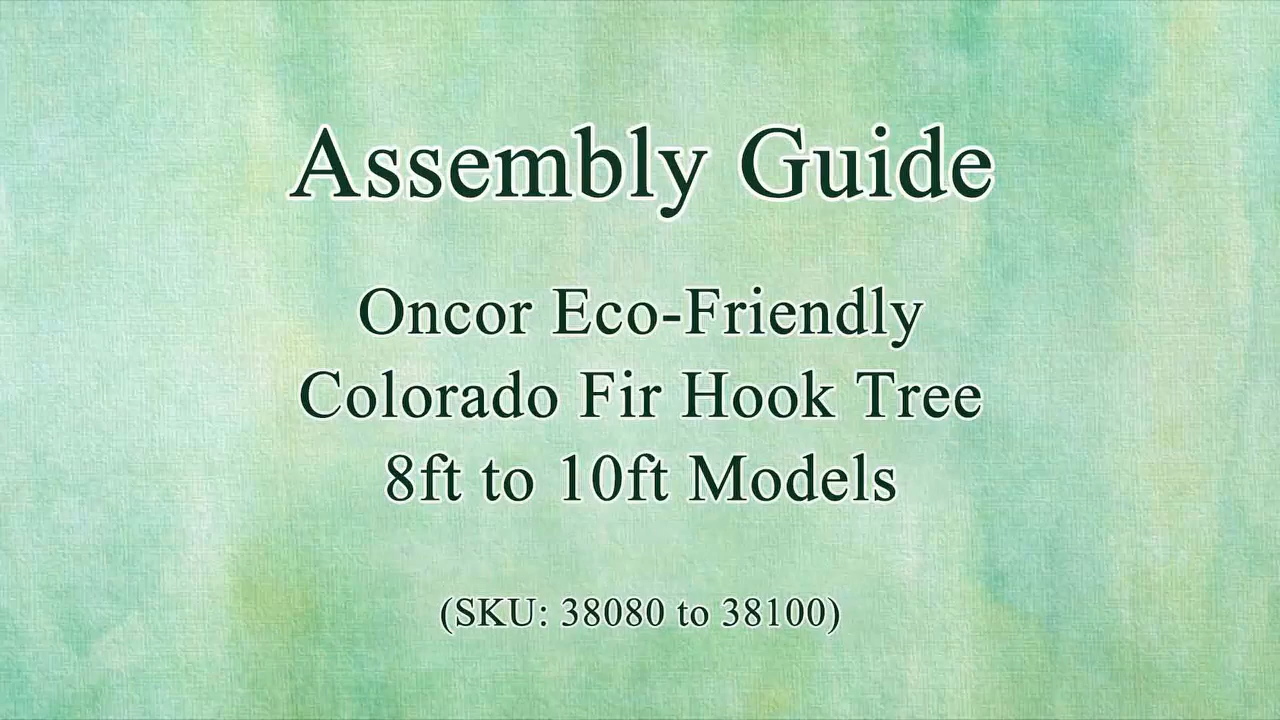 Assembly Guide
Oncor Eco-Friendly
Colorado Fir Hook Tree
8ft to 10ft Models
(SKU: 38080 to 38100)